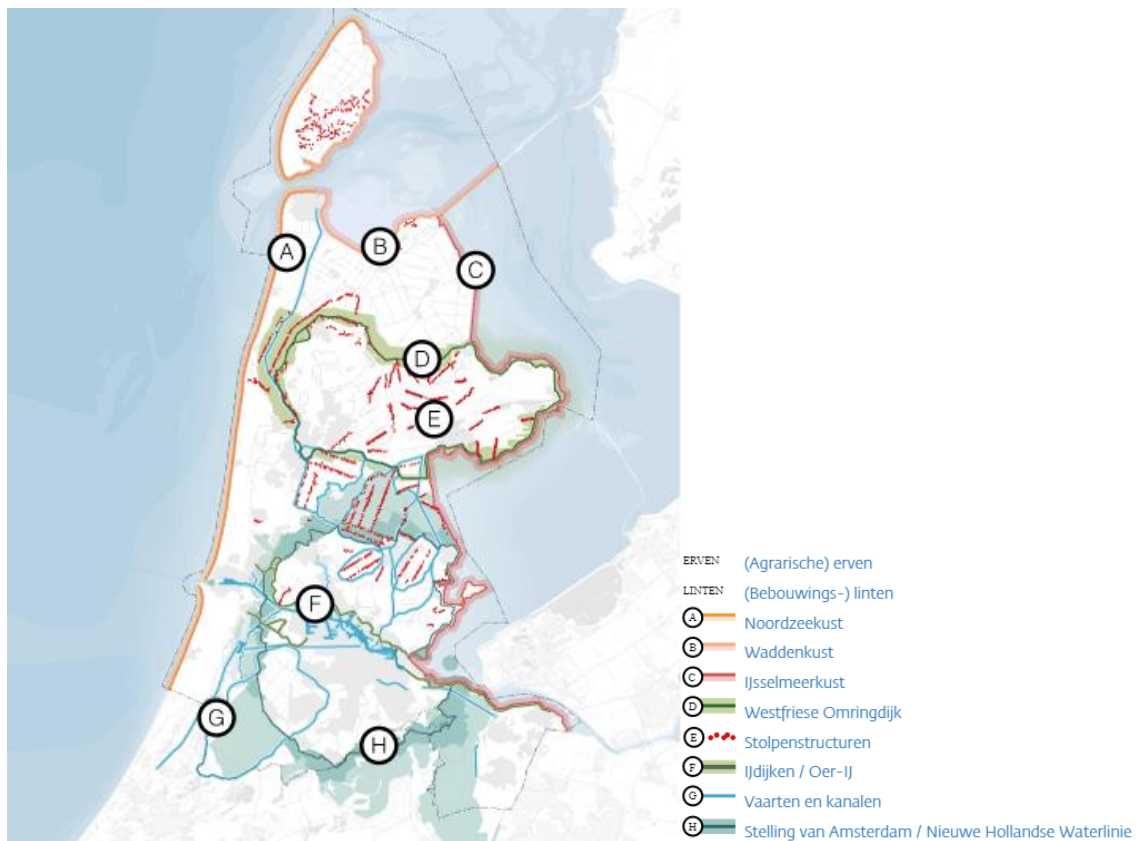 A
B
C
D
E
F
G
H
ERVEN (Agrarische) erven
LINTEN (Bebouwings-) linten
A Noordzeekust
B Waddenkust
C IJsselmeerkust
D Westfriese Omringdijk
E Stolpenstructuren
F IJdijken / Oer-IJ
G Vaarten en kanalen
H Stelling van Amsterdam / Nieuwe Hollandse Waterlinie